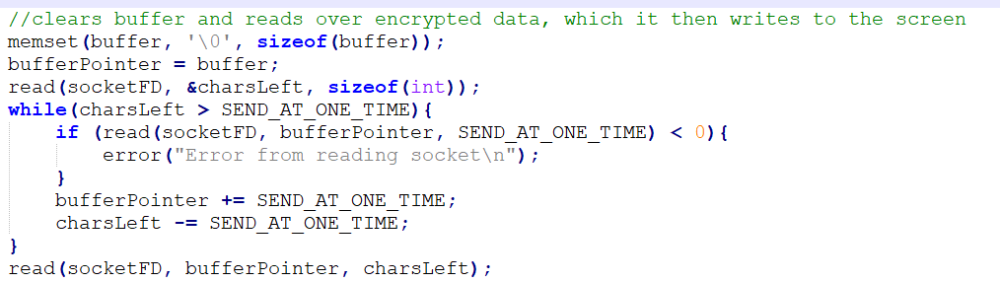 //clears buffer and reads over encrypted data, which it then writes to the screen
memset(buffer, '\0', sizeof(buffer));
bufferPointer = buffer;
read(socketFD, &charsLeft, sizeof(int));
while(charsLeft > SEND_AT_ONE_TIME){
    if (read(socketFD, bufferPointer, SEND_AT_ONE_TIME) < 0){
        error("Error from reading socket\n");
    }
    bufferPointer += SEND_AT_ONE_TIME;
    charsLeft -= SEND_AT_ONE_TIME;
}
read(socketFD, bufferPointer, charsLeft);